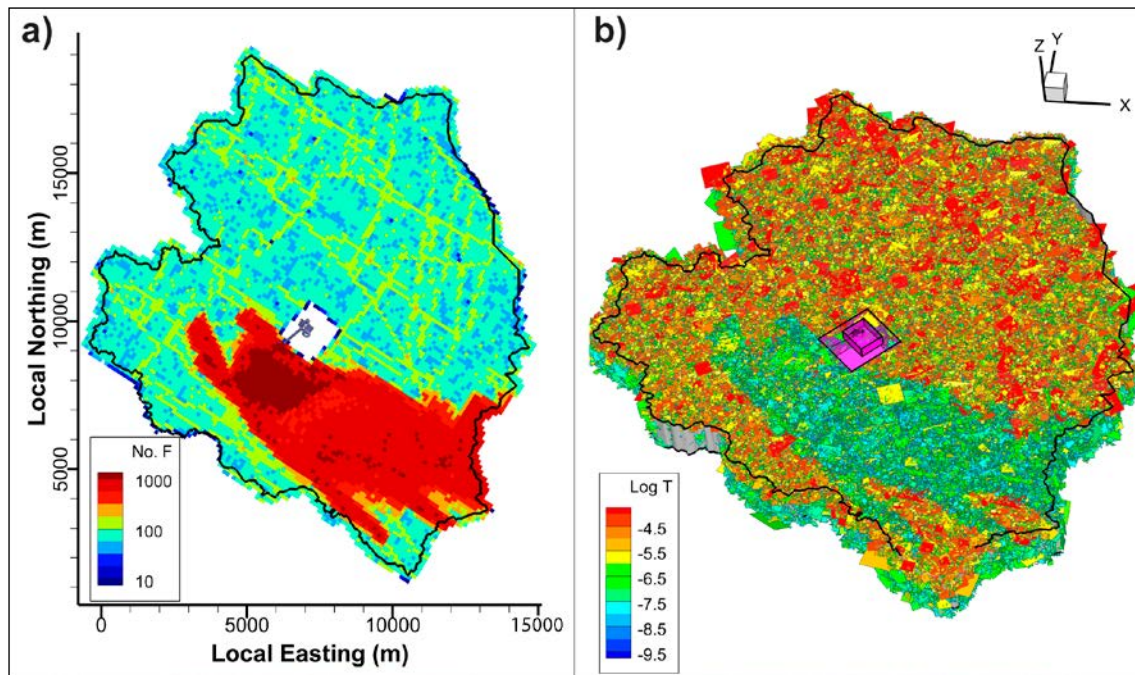 a)
Local Northing (m)
15000
10000
5000
No. F
1000
100
10
0 5000 10000 15000
Local Easting (m)
b)
Z Y
X
Log T
-4.5
-5.5
-6.5
-7.5
-8.5
-9.5